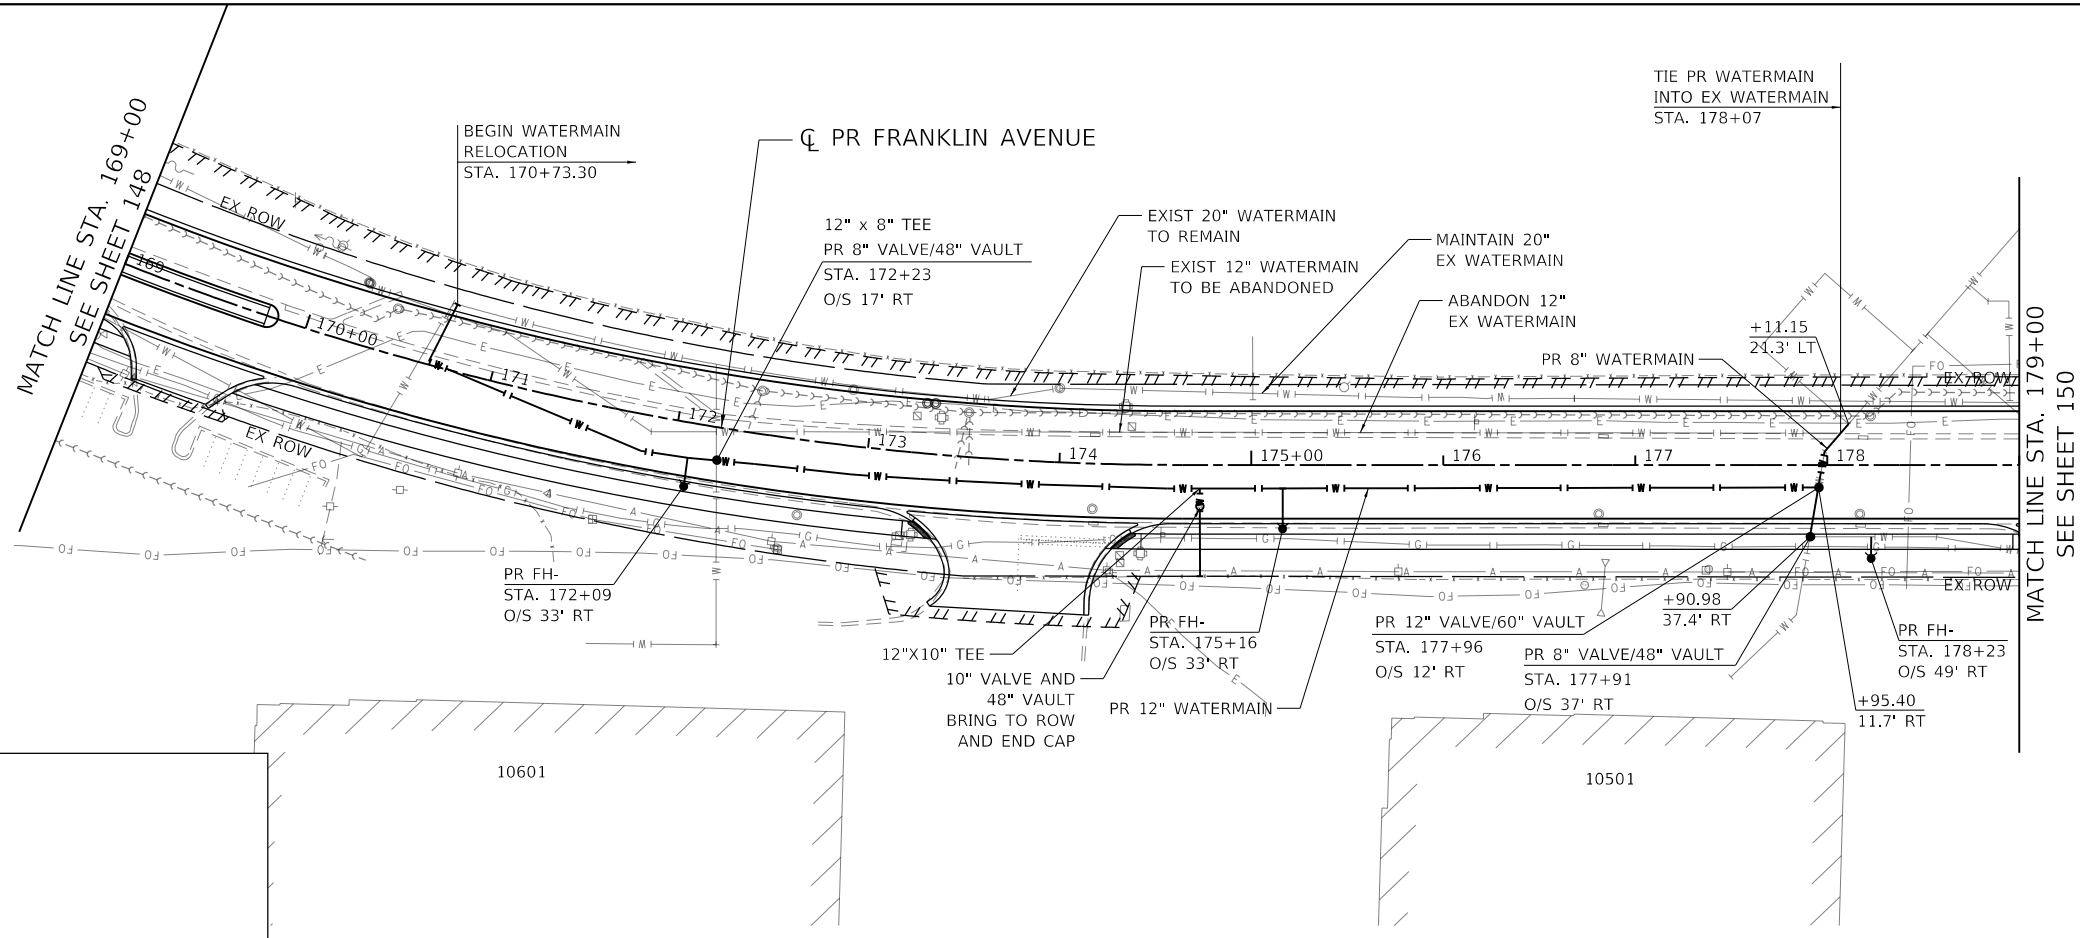 MATCH LINE STA. 169+00
SEE SHEET 148
BEGIN WATERMAIN
RELOCATION
STA. 170+73.30
℄ PR FRANKLIN AVENUE
12" x 8" TEE
PR 8" VALVE/48" VAULT
STA. 172+23
O/S 17' RT
EXIST 20" WATERMAIN
TO REMAIN
EXIST 12" WATERMAIN
TO BE ABANDONED
MAINTAIN 20"
EX WATERMAIN
ABANDON 12"
EX WATERMAIN
TIE PR WATERMAIN
INTO EX WATERMAIN
STA. 178+07
+11.15
21.3' LT
PR 8" WATERMAIN
EX ROW
EX ROW
EX ROW
EX ROW
169
170+00
171
172
173
174
175+00
176
177
178
MATCH LINE STA. 179+00
SEE SHEET 150
PR FH-
STA. 172+09
O/S 33' RT
12"X10" TEE
10" VALVE AND
48" VAULT
BRING TO ROW
AND END CAP
PR FH-
STA. 175+16
O/S 33' RT
PR 12" WATERMAIN
PR 12" VALVE/60" VAULT
STA. 177+96
O/S 12' RT
PR 8" VALVE/48" VAULT
STA. 177+91
O/S 37' RT
+90.98
37.4' RT
+95.40
11.7' RT
PR FH-
STA. 178+23
O/S 49' RT
10601
10501